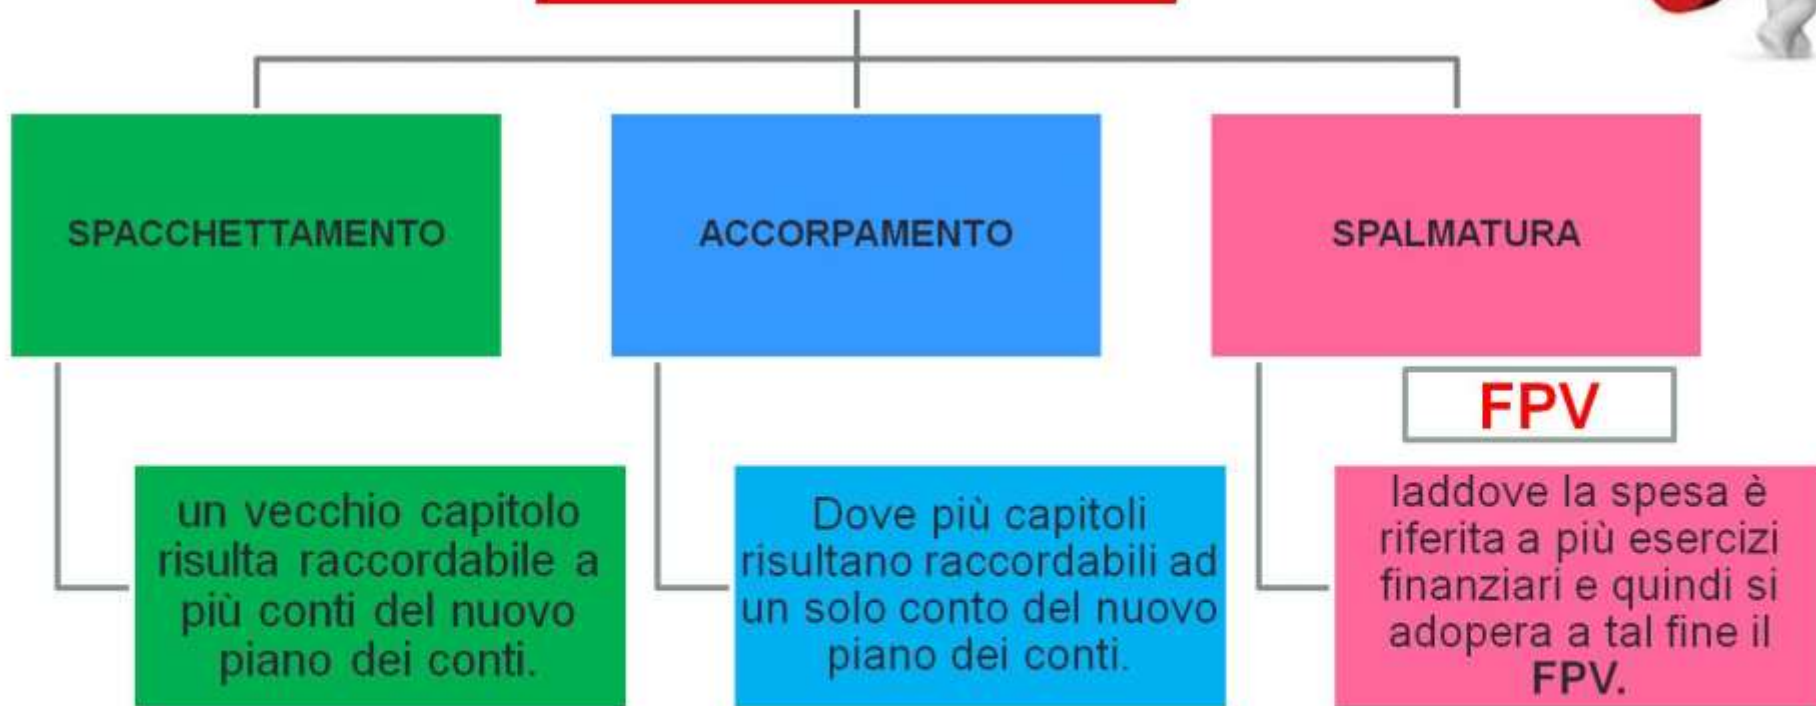 SPACCHETTAMENTO
ACCORPAMENTO
SPALMATURA
FPV
un vecchio capitolo
risulta raccordabile a
più conti del nuovo
piano dei conti.
Dove più capitoli
risultano raccordabili ad
un solo conto del nuovo
piano dei conti.
laddove la spesa è
riferita a più esercizi
finanziari e quindi si
adopera a tal fine il
FPV.